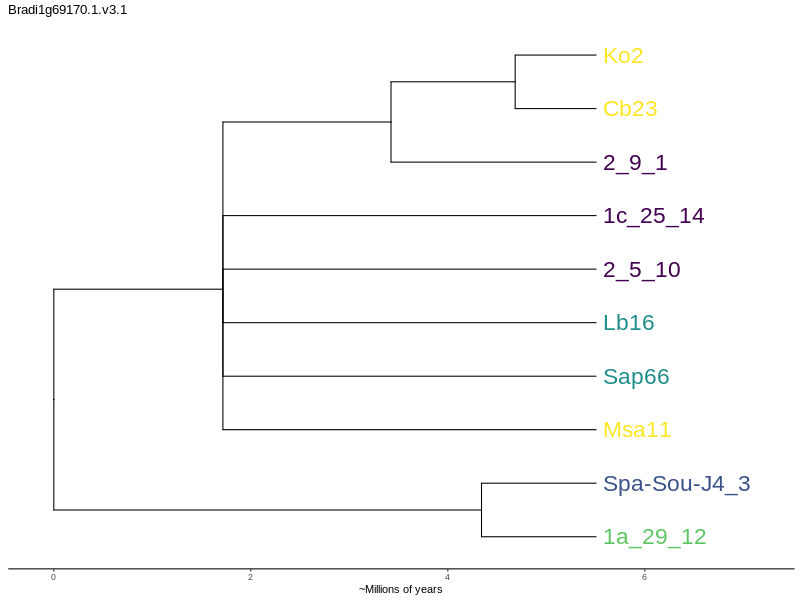 Bradi1g69170.1.v3.1
Ko2
Cb23
2_9_1
1c_25_14
2_5_10
Lb16
Sap66
Msa11
Spa-Sou-J4_3
1a_29_12
0 2 4 6
~Millions of years